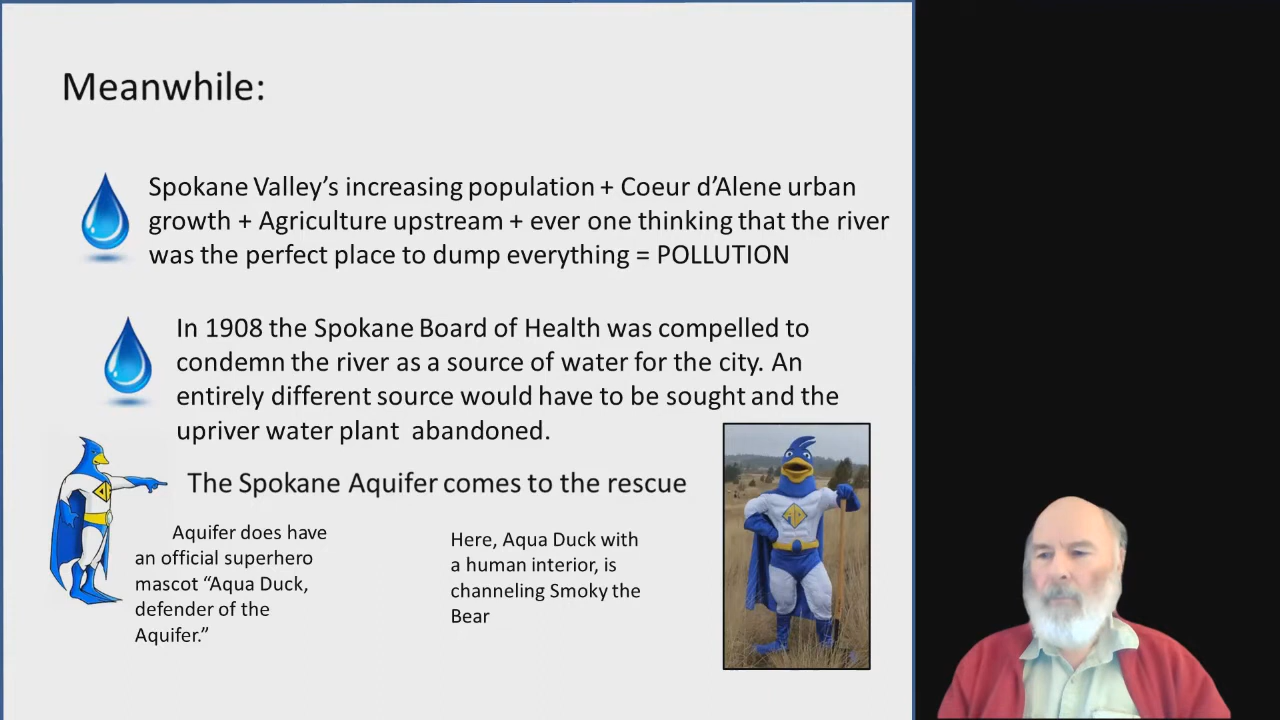 Meanwhile:
Spokane Valley’s increasing population + Coeur d’Alene urban
growth + Agriculture upstream + ever one thinking that the river
was the perfect place to dump everything = POLLUTION
In 1908 the Spokane Board of Health was compelled to
condemn the river as a source of water for the city. An
entirely different source would have to be sought and the
upriver water plant abandoned.
The Spokane Aquifer comes to the rescue
Aquifer does have
an official superhero
mascot “Aqua Duck,
defender of the
Aquifer.”
Here, Aqua Duck with
a human interior, is
channeling Smoky the
Bear
AD
AD